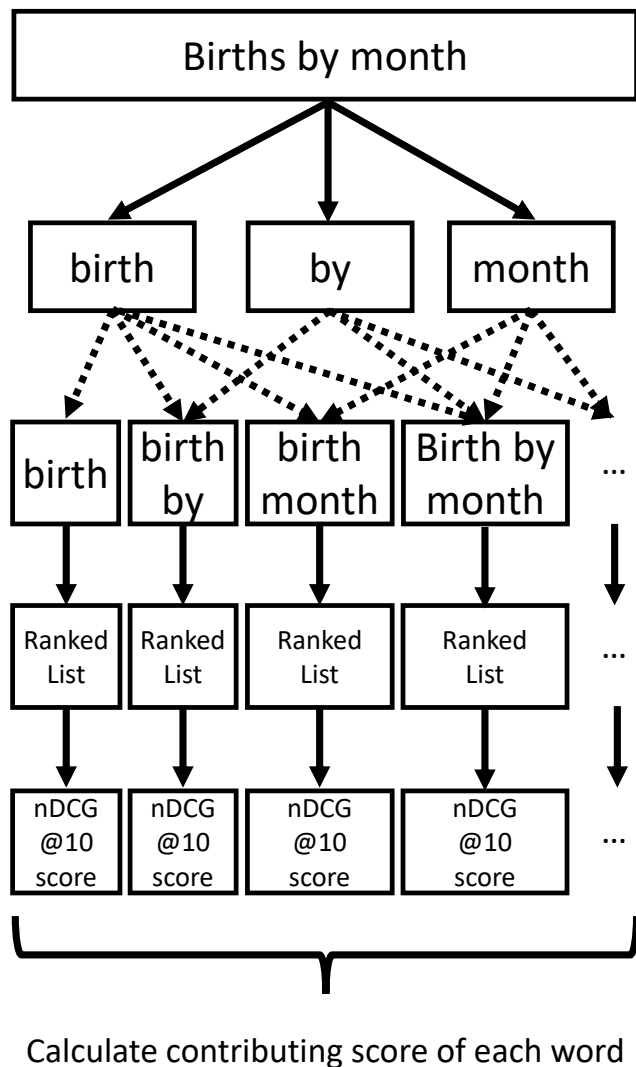 Births by month
birth
by
month
birth
birth
by
birth
month
Birth by
month
...
Ranked
List
Ranked
List
Ranked
List
Ranked
List
...
nDCG
@10
score
nDCG
@10
score
nDCG
@10
score
nDCG
@10
score
...
Calculate contributing score of each word